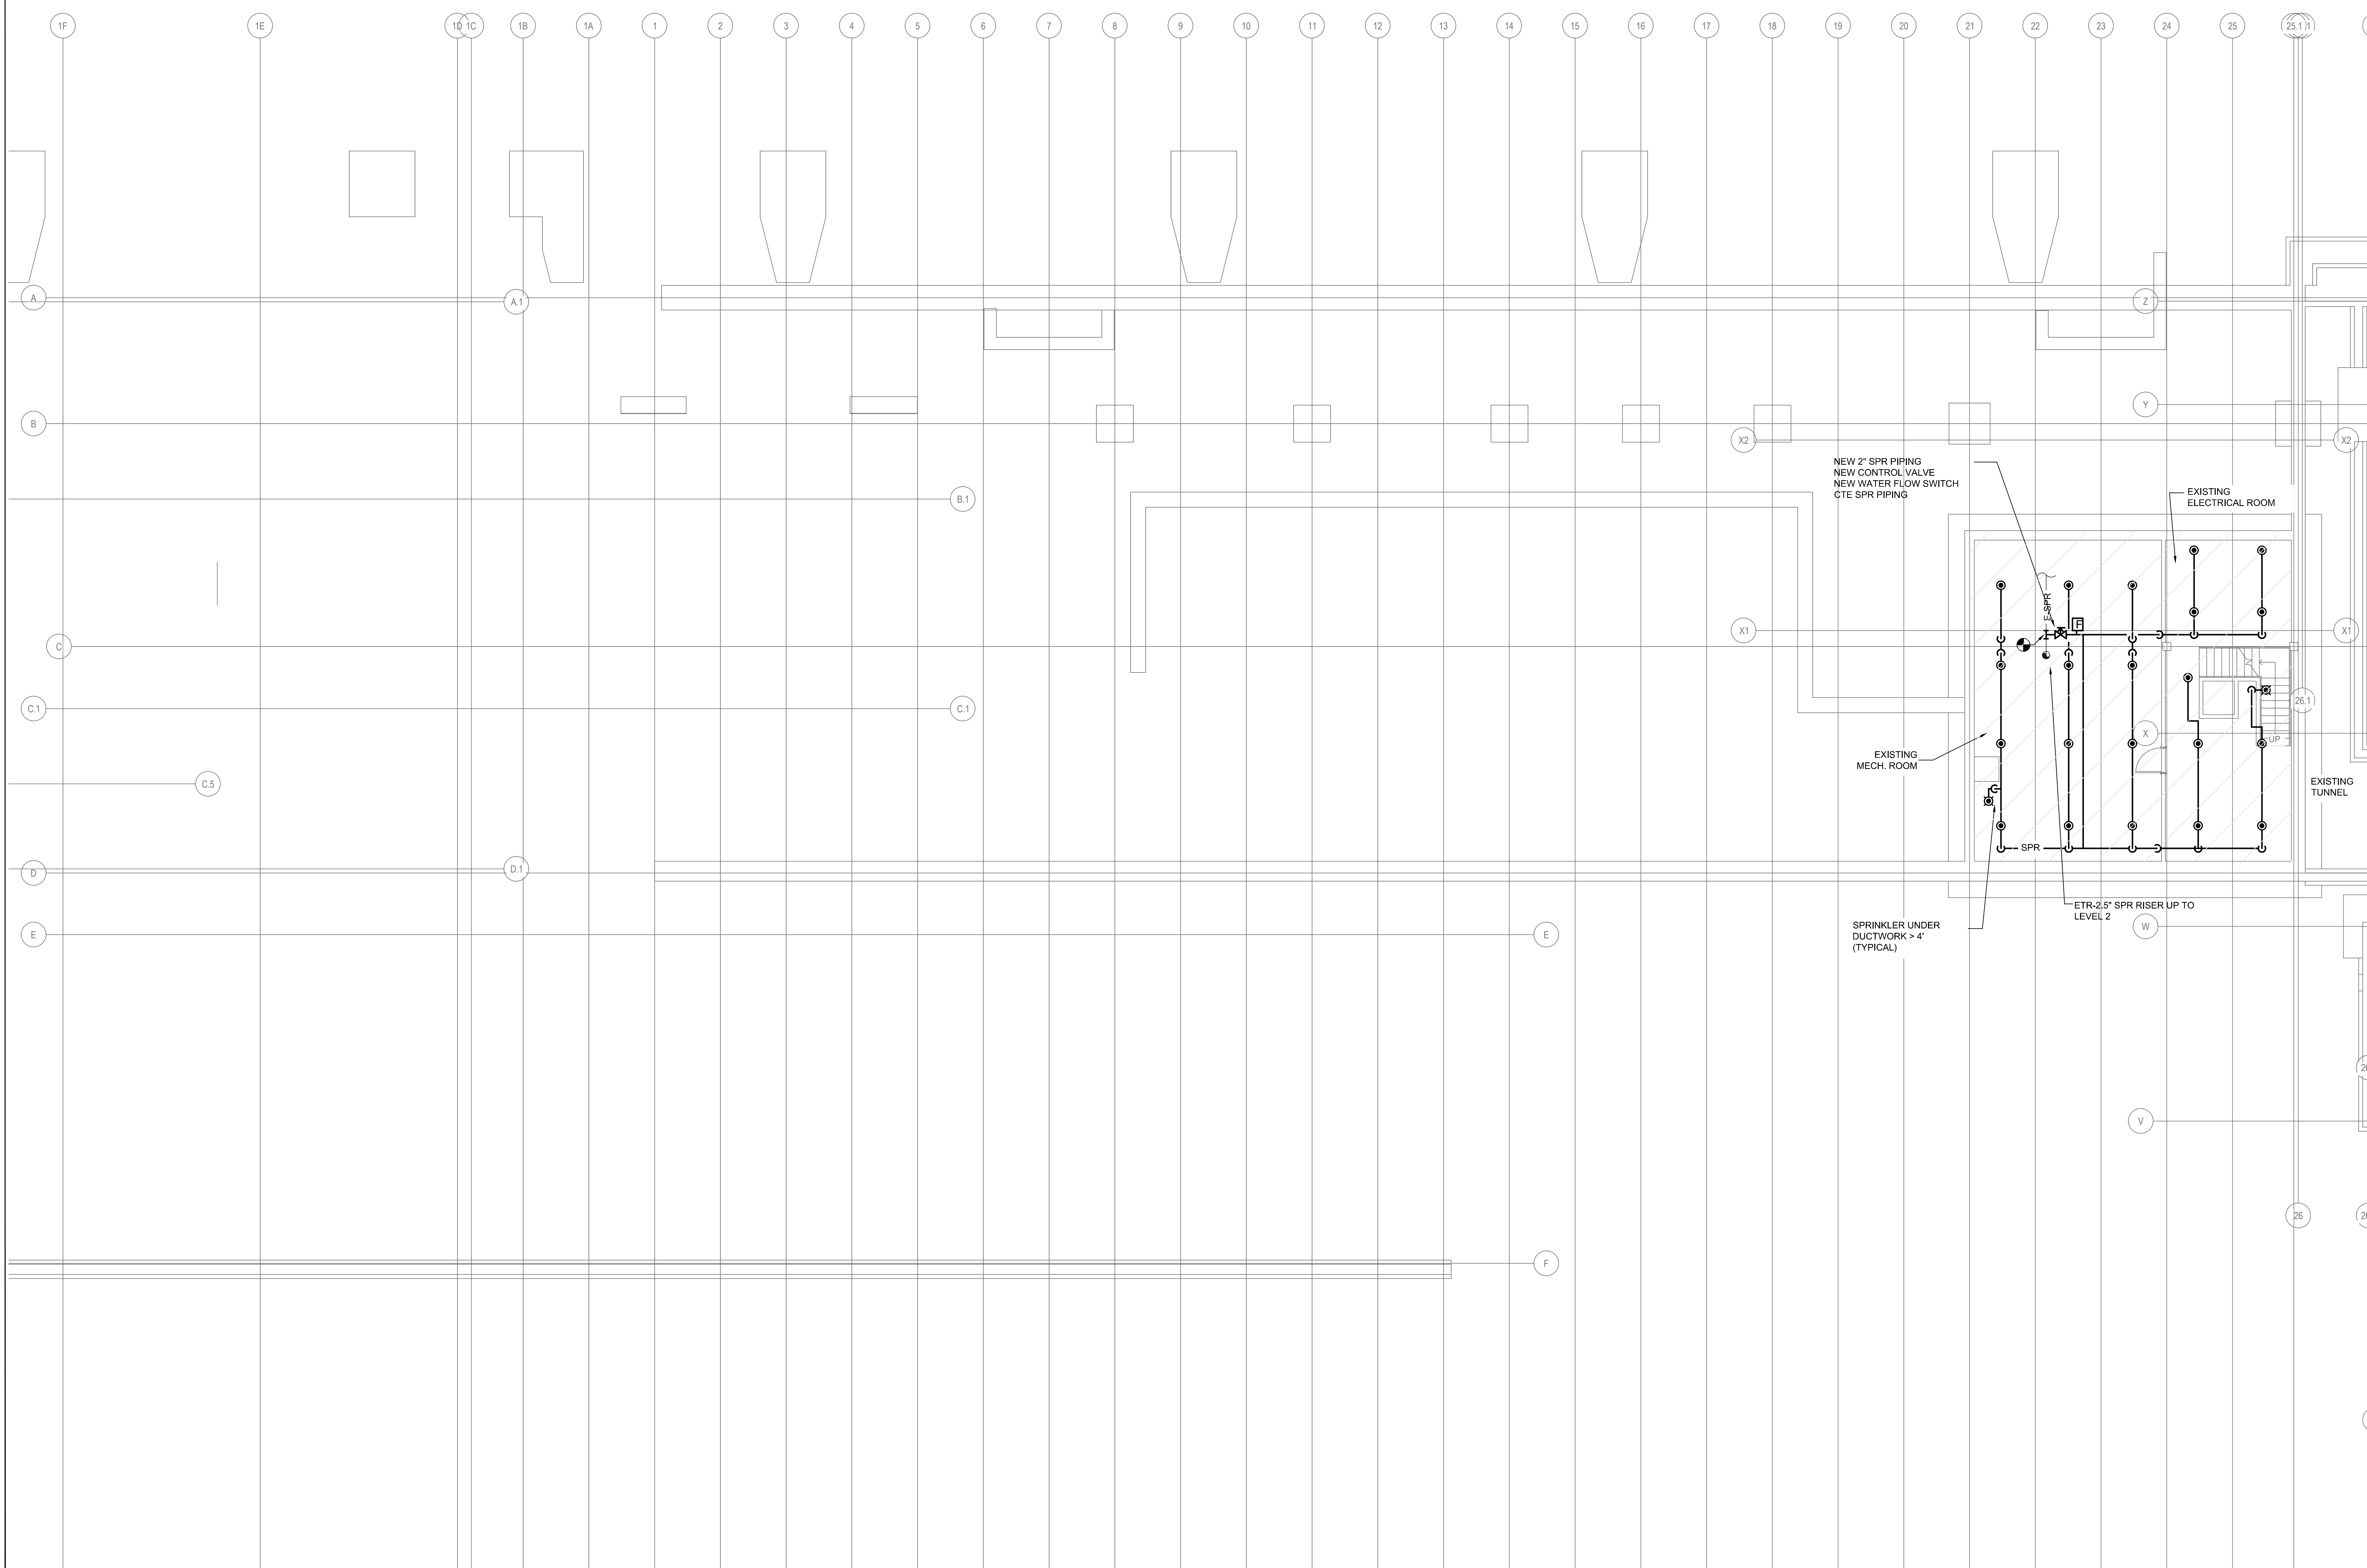 1F
1E
1D
1C
1B
1A
1
2
3
4
5
6
7
8
9
10
11
12
13
14
15
16
17
18
19
20
21
22
23
24
25
25.1
A
A.1
Z
Y
B
X2
X2
NEW 2" SPR PIPING
NEW CONTROL VALVE
NEW WATER FLOW SWITCH
CTE SPR PIPING
B.1
EXISTING
ELECTRICAL ROOM
E-SPR
F
X1
X1
C
C.1
C.1
26.1
X
UP
EXISTING
MECH. ROOM
C.5
EXISTING
TUNNEL
SPR
D
D.1
ETR-2.5" SPR RISER UP TO
LEVEL 2
SPRINKLER UNDER
DUCTWORK > 4'
(TYPICAL)
E
E
W
V
26
F